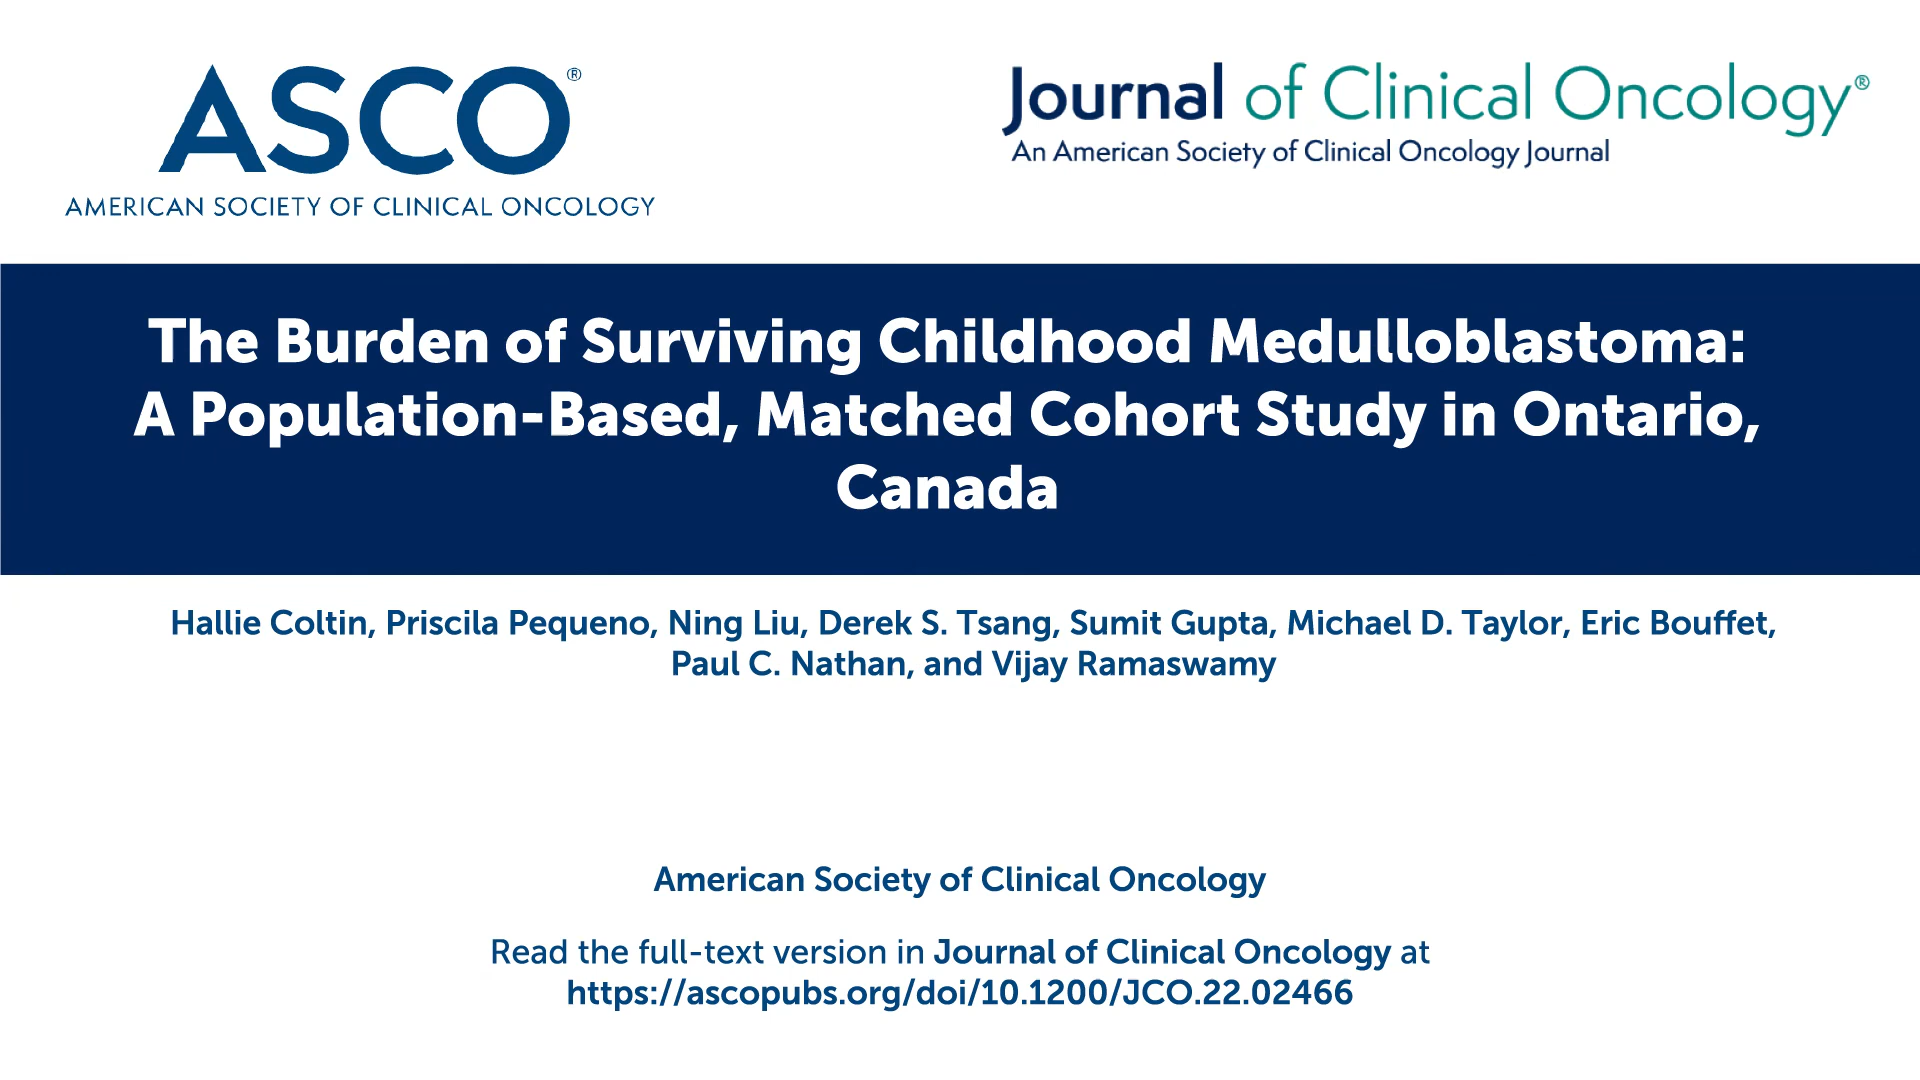 ASCO®
AMERICAN SOCIETY OF CLINICAL ONCOLOGY
Journal of Clinical Oncology®
An American Society of Clinical Oncology Journal
The Burden of Surviving Childhood Medulloblastoma:
A Population-Based, Matched Cohort Study in Ontario,
Canada
Hallie Coltin, Priscila Pequeno, Ning Liu, Derek S. Tsang, Sumit Gupta, Michael D. Taylor, Eric Bouffet,
Paul C. Nathan, and Vijay Ramaswamy
American Society of Clinical Oncology
Read the full-text version in Journal of Clinical Oncology at
https://ascopubs.org/doi/10.1200/JCO.22.02466